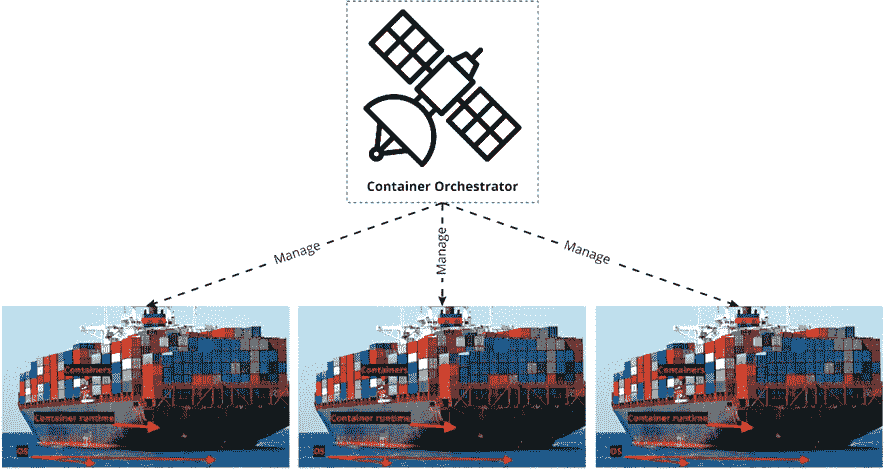 Container Orchestrator
Manage
Manage
Manage
Containers
Container runtime
OS
Containers
Container runtime
OS
Containers
Container runtime
OS